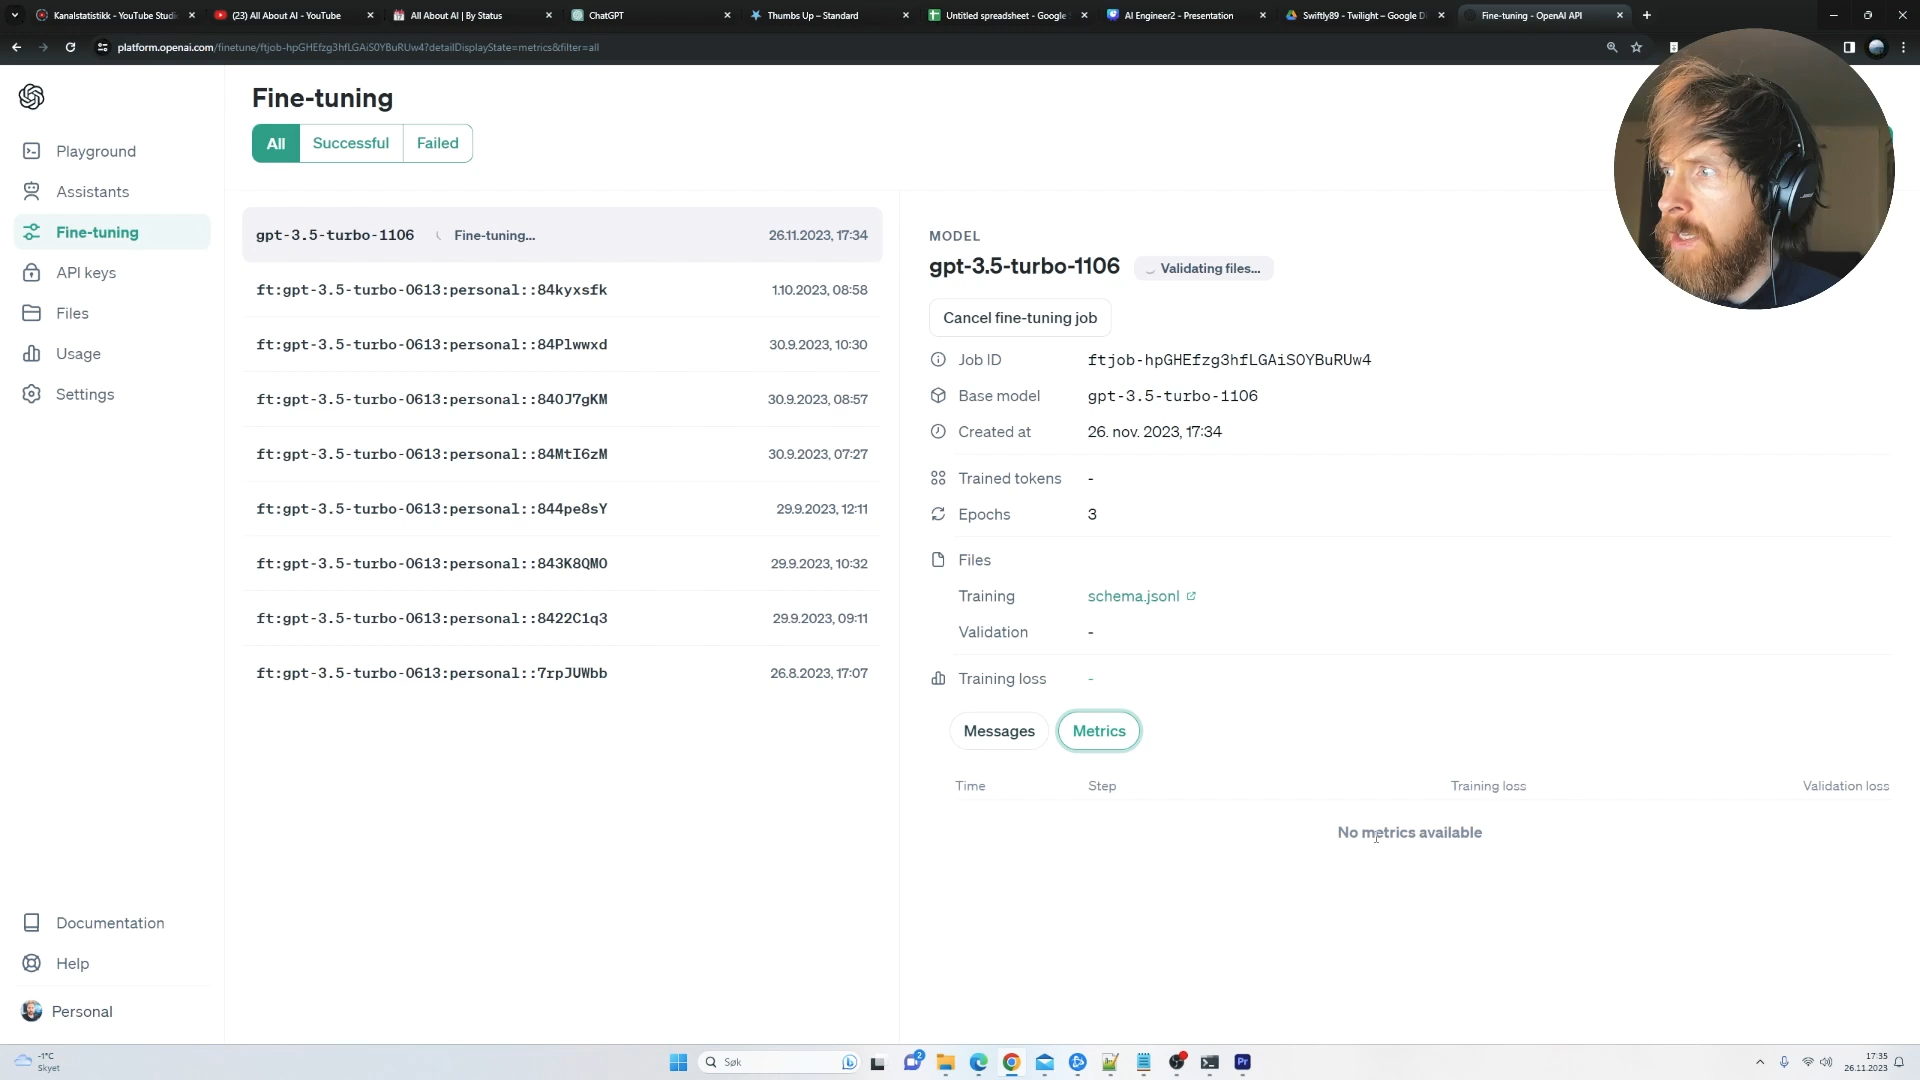 Kanalstatistikk - YouTube Studi
(23) All About AI - YouTube
All About AI | By Status
ChatGPT
Thumbs Up – Standard
Untitled spreadsheet - Google
AI Engineer2 - Presentation
Swiftly89 - Twilight – Google D
Fine-tuning - OpenAI API
platform.openai.com/finetune/ftjob-hpGHEfzg3hfLGAiS0YBuRUw4?detailDisplayState=metrics&filter=all
Fine-tuning
All
Successful
Failed
Playground
Assistants
Fine-tuning
API keys
Files
Usage
Settings
Documentation
Help
Personal
gpt-3.5-turbo-1106 Fine-tuning... 26.11.2023, 17:34
ft:gpt-3.5-turbo-0613:personal::84kyxsfk 1.10.2023, 08:58
ft:gpt-3.5-turbo-0613:personal::84Plwwxd 30.9.2023, 10:30
ft:gpt-3.5-turbo-0613:personal::84OJ7gKM 30.9.2023, 08:57
ft:gpt-3.5-turbo-0613:personal::84MtI6zM 30.9.2023, 07:27
ft:gpt-3.5-turbo-0613:personal::844pe8sY 29.9.2023, 12:11
ft:gpt-3.5-turbo-0613:personal::843K8QMO 29.9.2023, 10:32
ft:gpt-3.5-turbo-0613:personal::8422C1q3 29.9.2023, 09:11
ft:gpt-3.5-turbo-0613:personal::7rpJUWbb 26.8.2023, 17:07
MODEL
gpt-3.5-turbo-1106 Validating files...
Cancel fine-tuning job
Job ID ftjob-hpGHEfzg3hfLGAiS0YBuRUw4
Base model gpt-3.5-turbo-1106
Created at 26. nov. 2023, 17:34
Trained tokens -
Epochs 3
Files
Training schema.jsonl
Validation -
Training loss -
Messages
Metrics
Time Step Training loss Validation loss
No metrics available
-1°C
Skyet
Søk
2
Pr
17:35
26.11.2023